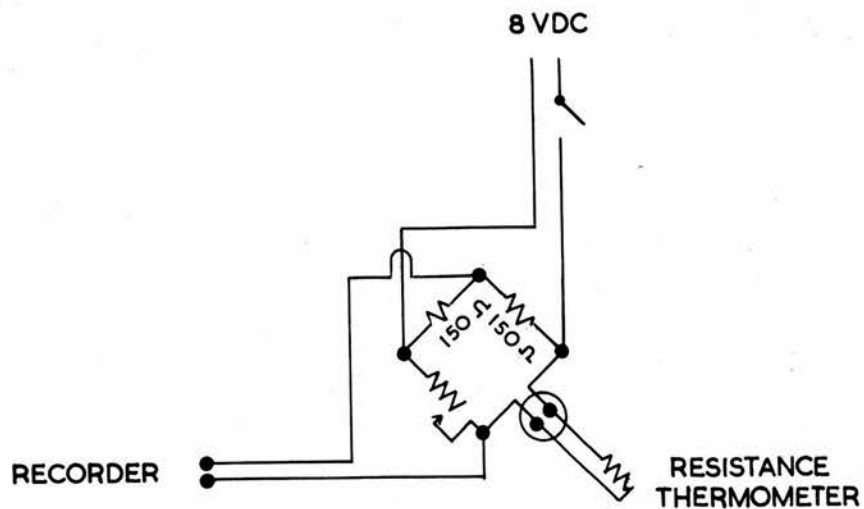 8 VDC
150 Ω
150 Ω
RECORDER
RESISTANCE
THERMOMETER